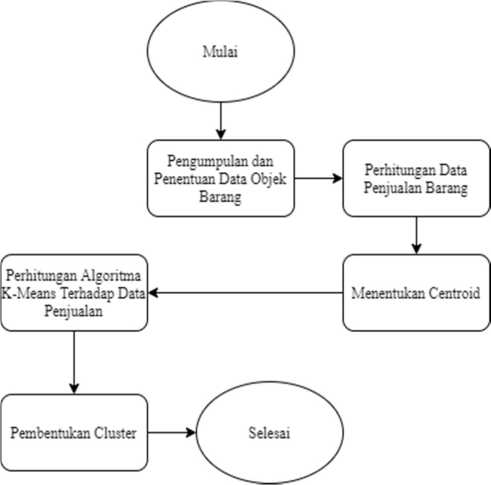 Mulai
Pengumpulan dan
Penentuan Data Objek
Barang
Perhitungan Data
Penjualan Barang
Menentukan Centroid
Perhitungan Algoritma
K-Means Terhadap Data
Penjualan
Pembentukan Cluster
Selesai